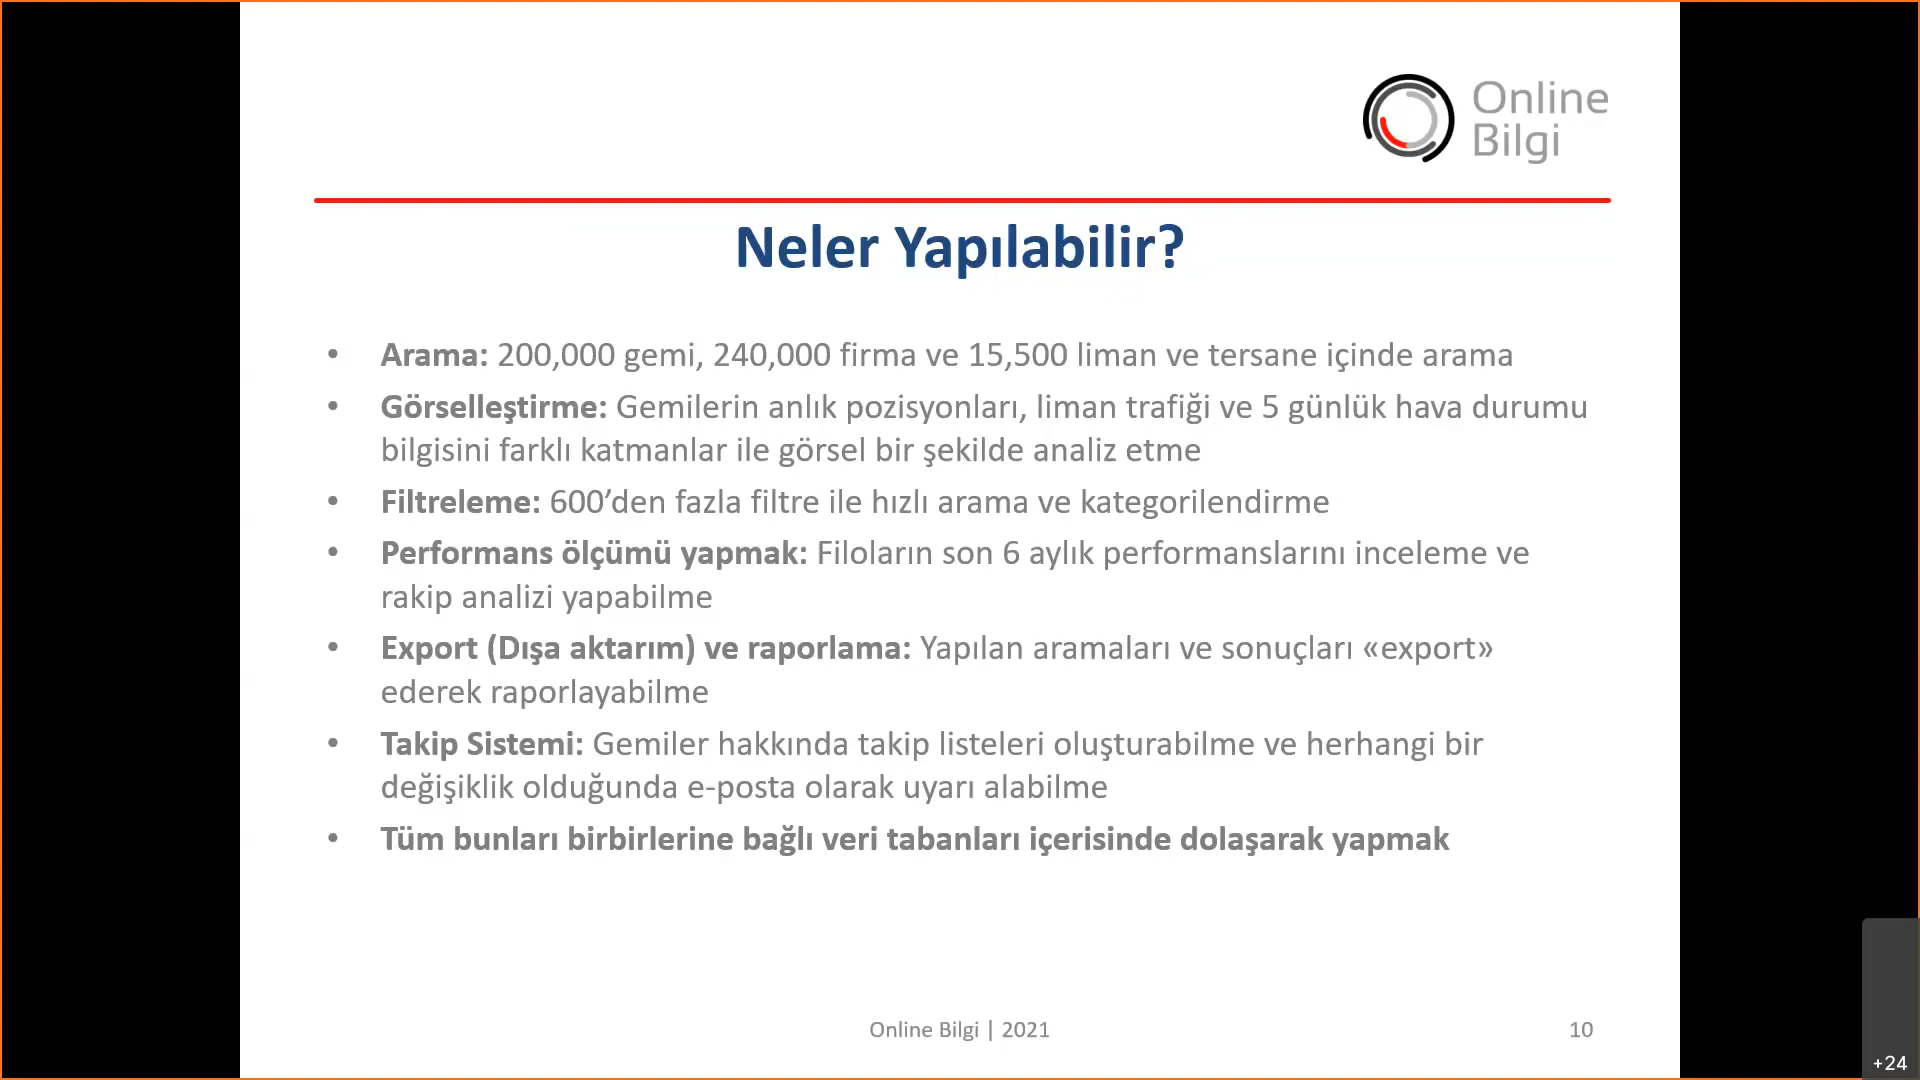 Online
Bilgi
Neler Yapılabilir?
• Arama: 200,000 gemi, 240,000 firma ve 15,500 liman ve tersane içinde arama
• Görselleştirme: Gemilerin anlık pozisyonları, liman trafiği ve 5 günlük hava durumu
bilgisini farklı katmanlar ile görsel bir şekilde analiz etme
• Filtreleme: 600’den fazla filtre ile hızlı arama ve kategorilendirme
• Performans ölçümü yapmak: Filoların son 6 aylık performanslarını inceleme ve
rakip analizi yapabilme
• Export (Dışa aktarım) ve raporlama: Yapılan aramaları ve sonuçları «export»
ederek raporlayabilme
• Takip Sistemi: Gemiler hakkında takip listeleri oluşturabilme ve herhangi bir
değişiklik olduğunda e-posta olarak uyarı alabilme
• Tüm bunları birbirlerine bağlı veri tabanları içerisinde dolaşarak yapmak
Online Bilgi | 2021
10
+24